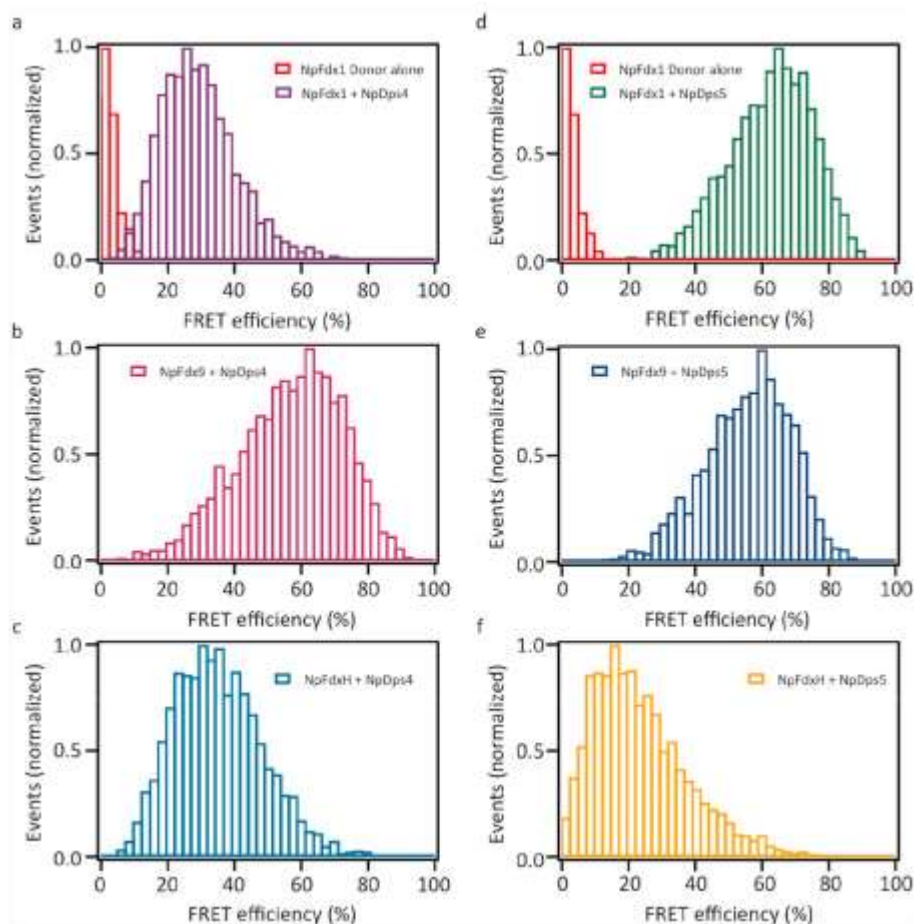 a
1.0
0.5
0.0
Events (normalized)
NpFdx1 Donor alone
NpFdx1 + NpDps4
0 20 40 60 80 100
FRET efficiency (%)
d
1.0
0.5
0.0
Events (normalized)
NpFdx1 Donor alone
NpFdx1 + NpDps5
0 20 40 60 80 100
FRET efficiency (%)
b
1.0
0.5
0.0
Events (normalized)
NpFdx9 + NpDps4
0 20 40 60 80 100
FRET efficiency (%)
e
1.0
0.5
0.0
Events (normalized)
NpFdx9 + NpDps5
0 20 40 60 80 100
FRET efficiency (%)
c
1.0
0.5
0.0
Events (normalized)
NpFdxH + NpDps4
0 20 40 60 80 100
FRET efficiency (%)
f
1.0
0.5
0.0
Events (normalized)
NpFdxH + NpDps5
0 20 40 60 80 100
FRET efficiency (%)